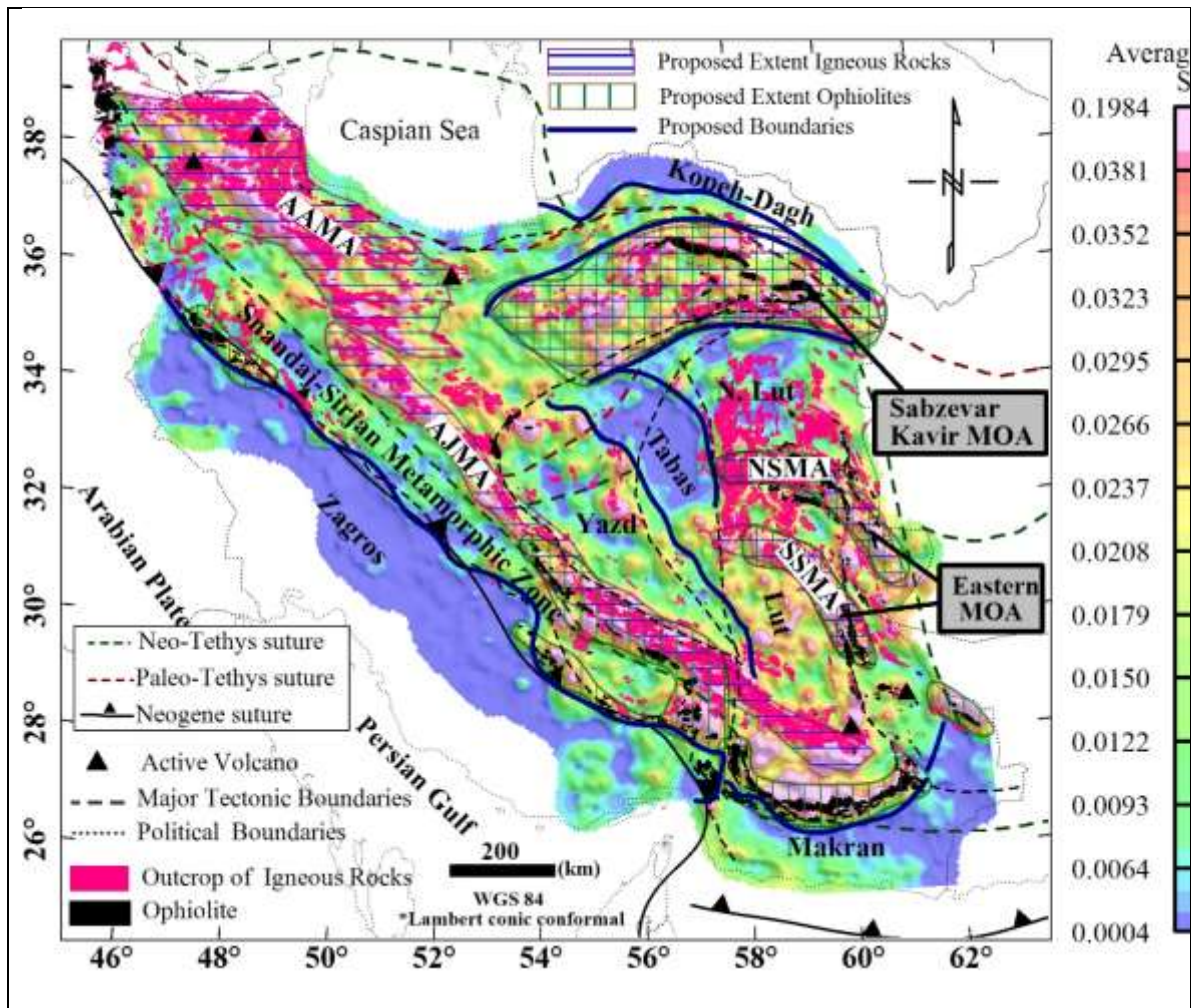 Proposed Extent Igneous Rocks
Proposed Extent Ophiolites
Proposed Boundaries
Caspian Sea
Kopeh-Dagh
N
AAMA
Sanandaj-Sirjan Metamorphic Zone
AJMA
N. Lut
Sabzevar
Kavir MOA
NSMA
Tabas
Yazd
Zagros
SSMA
Lut
Eastern
MOA
Arabian Plate
Persian Gulf
Makran
Neo-Tethys suture
Paleo-Tethys suture
Neogene suture
Active Volcano
Major Tectonic Boundaries
Political Boundaries
Outcrop of Igneous Rocks
Ophiolite
200
(km)
WGS 84
*Lambert conic conformal
38°
36°
34°
32°
30°
28°
26°
46° 48° 50° 52° 54° 56° 58° 60° 62°
Averag
S
0.1984
0.0381
0.0352
0.0323
0.0295
0.0266
0.0237
0.0208
0.0179
0.0150
0.0122
0.0093
0.0064
0.0004